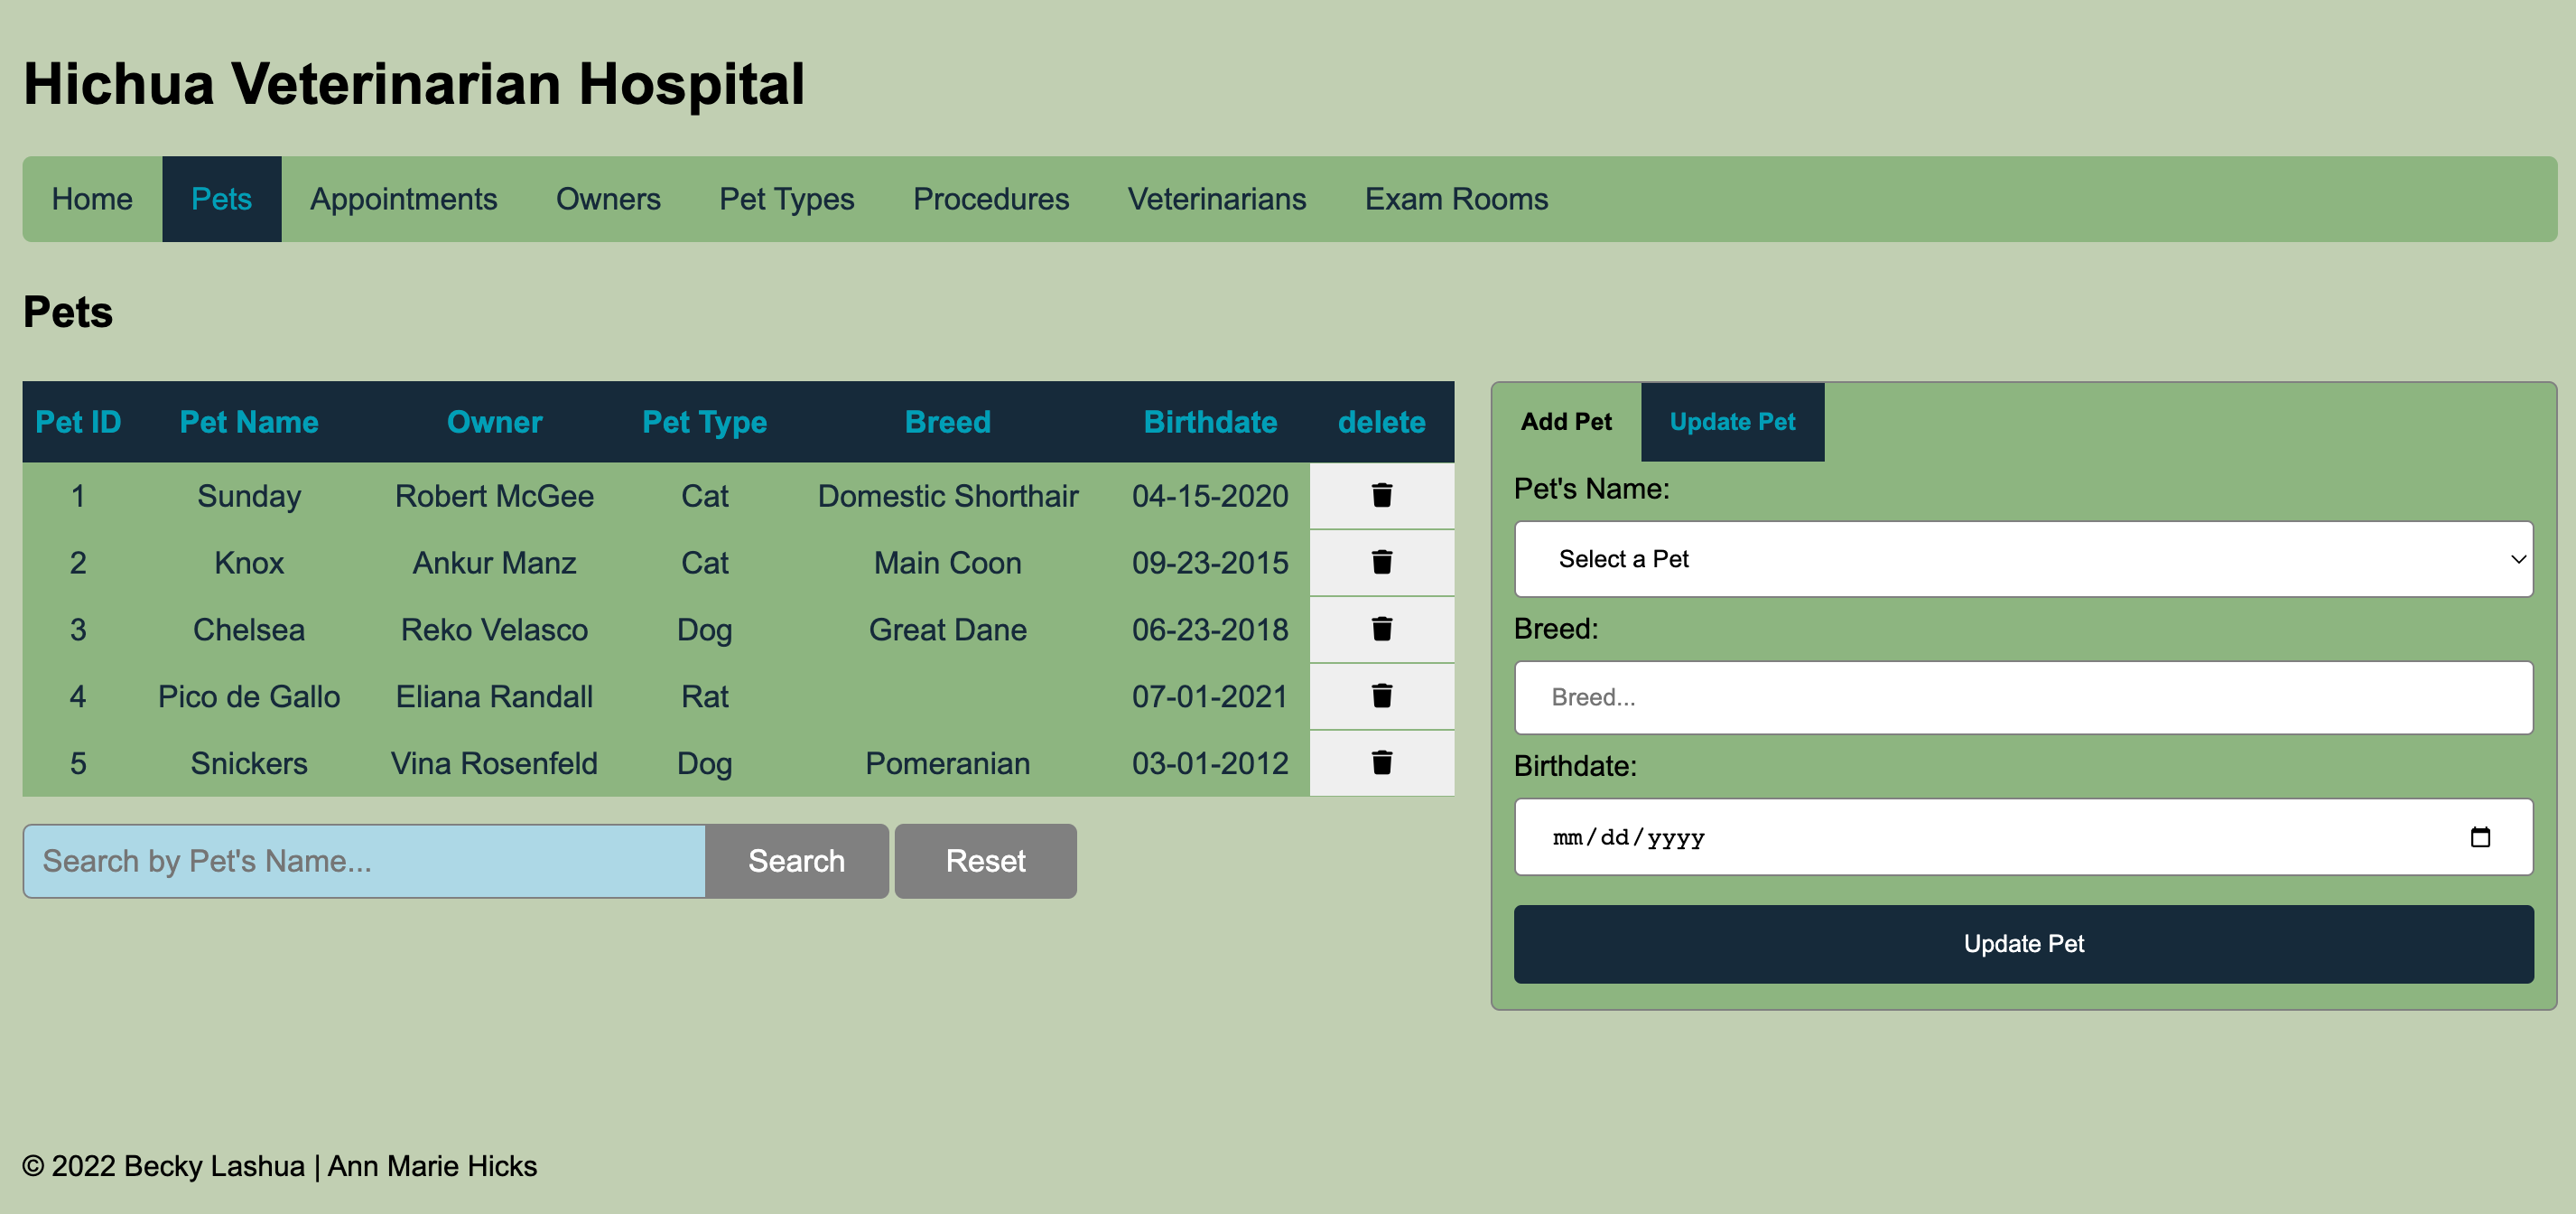 Hichua Veterinarian Hospital
Home Pets Appointments Owners Pet Types Procedures Veterinarians Exam Rooms
Pets
Pet ID Pet Name Owner Pet Type Breed Birthdate delete
1 Sunday Robert McGee Cat Domestic Shorthair 04-15-2020
2 Knox Ankur Manz Cat Main Coon 09-23-2015
3 Chelsea Reko Velasco Dog Great Dane 06-23-2018
4 Pico de Gallo Eliana Randall Rat 07-01-2021
5 Snickers Vina Rosenfeld Dog Pomeranian 03-01-2012
Search by Pet's Name... Search Reset
Add Pet Update Pet
Pet's Name:
Select a Pet
Breed:
Breed...
Birthdate:
mm/dd/yyyy
Update Pet
© 2022 Becky Lashua | Ann Marie Hicks